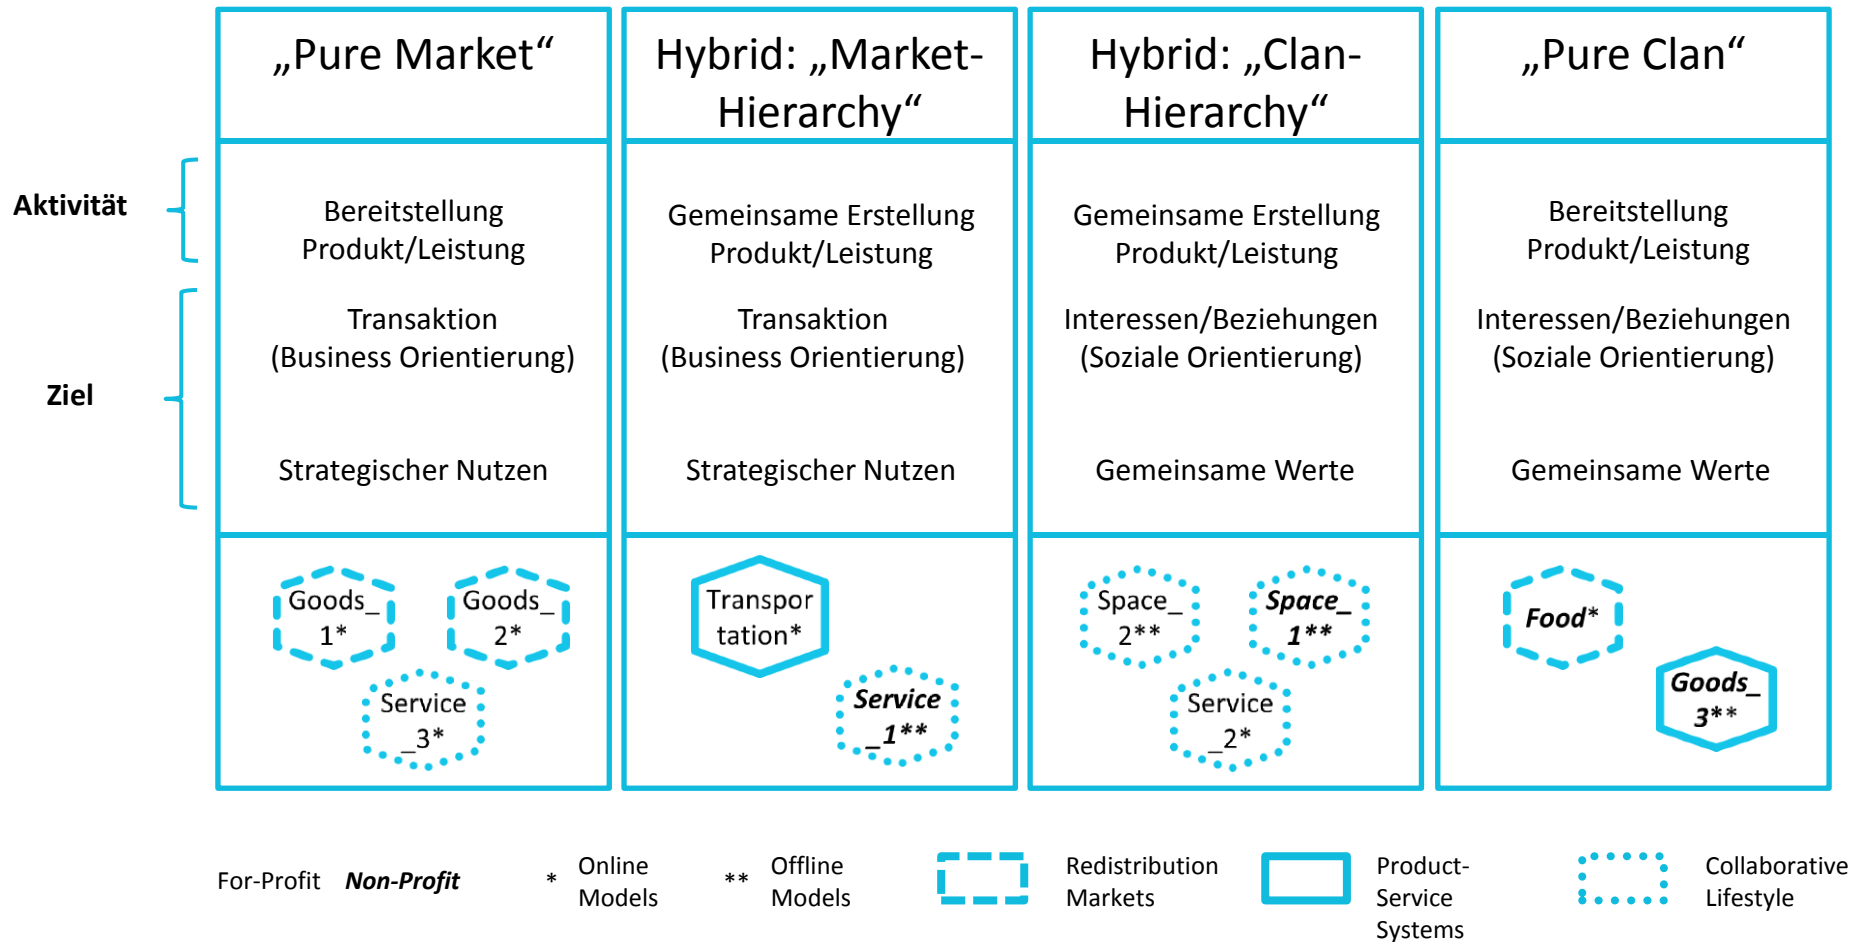 „Pure Market“
Hybrid: „Market-
Hierarchy“
Hybrid: „Clan-
Hierarchy“
„Pure Clan“
Aktivität
Bereitstellung
Produkt/Leistung
Gemeinsame Erstellung
Produkt/Leistung
Gemeinsame Erstellung
Produkt/Leistung
Bereitstellung
Produkt/Leistung
Ziel
Transaktion
(Business Orientierung)
Transaktion
(Business Orientierung)
Interessen/Beziehungen
(Soziale Orientierung)
Interessen/Beziehungen
(Soziale Orientierung)
Strategischer Nutzen
Strategischer Nutzen
Gemeinsame Werte
Gemeinsame Werte
Goods_
1*
Goods_
2*
Service
_3*
Transpor
tation*
Service
_1**
Space_
2**
Space_
1**
Service
_2*
Food*
Goods_
3**
For-Profit
Non-Profit
*
Online
Models
**
Offline
Models
Redistribution
Markets
Product-
Service
Systems
Collaborative
Lifestyle